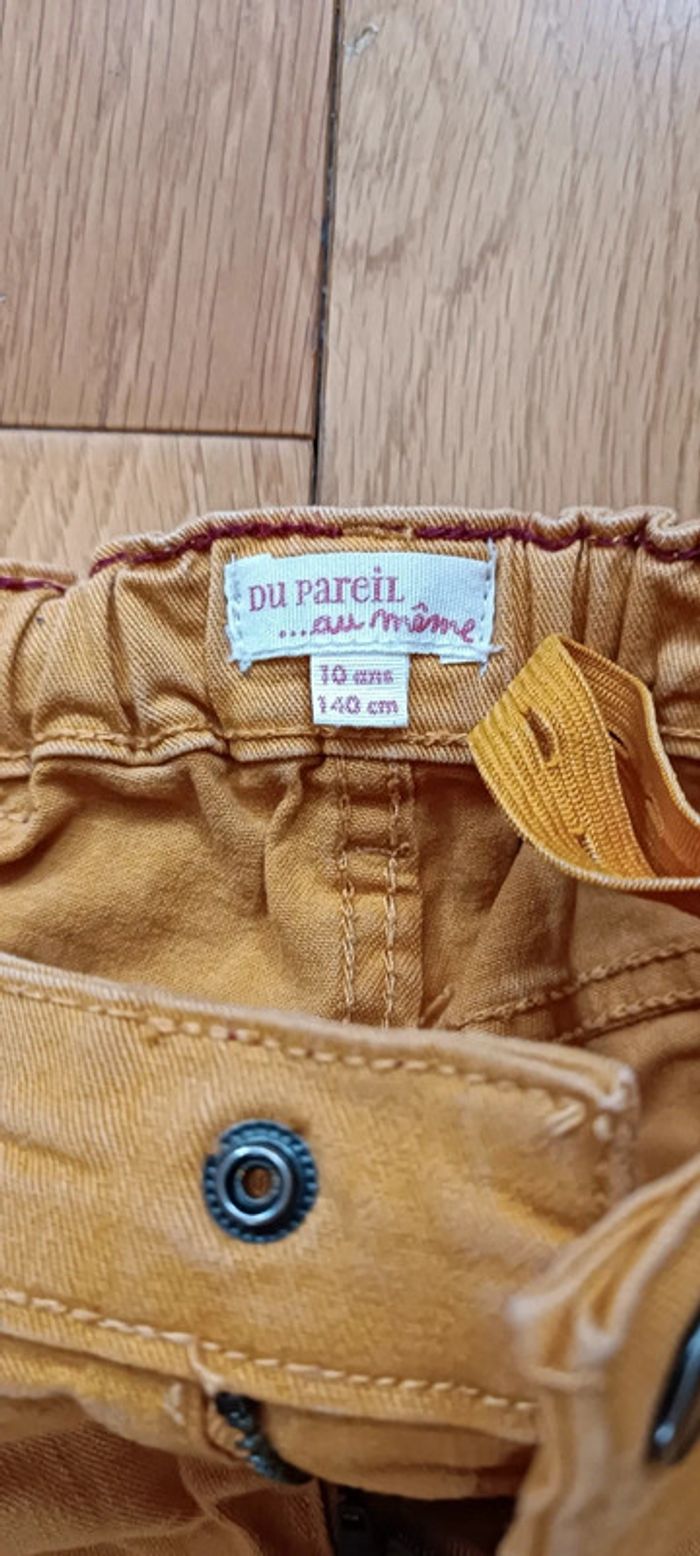 DU PAREIL
...au même
10 ans
140 cm